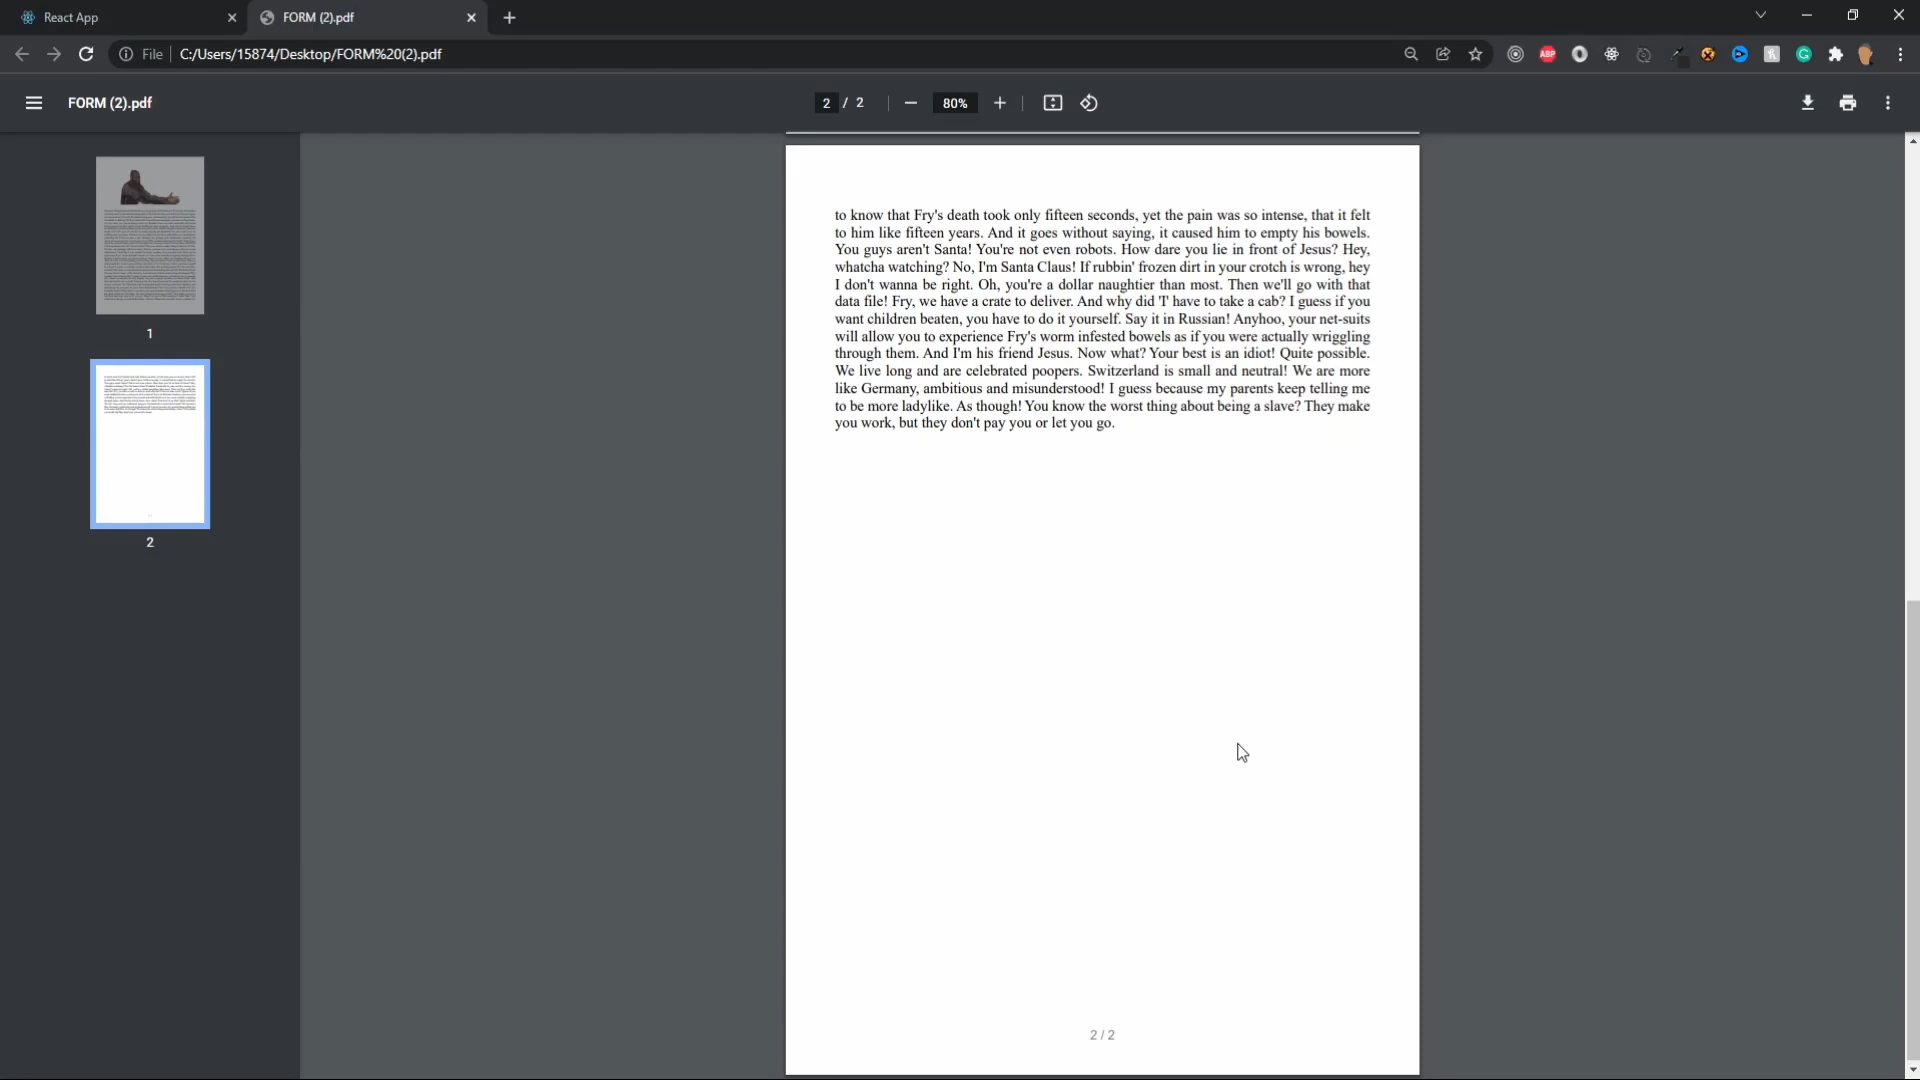 React App
FORM (2).pdf
File
C:/Users/15874/Desktop/FORM%20(2).pdf
ABP
FORM (2).pdf
2 / 2
80%
1
2
to know that Fry's death took only fifteen seconds, yet the pain was so intense, that it felt
to him like fifteen years. And it goes without saying, it caused him to empty his bowels.
You guys aren't Santa! You're not even robots. How dare you lie in front of Jesus? Hey,
whatcha watching? No, I'm Santa Claus! If rubbin' frozen dirt in your crotch is wrong, hey
I don't wanna be right. Oh, you're a dollar naughtier than most. Then we'll go with that
data file! Fry, we have a crate to deliver. And why did 'I' have to take a cab? I guess if you
want children beaten, you have to do it yourself. Say it in Russian! Anyhoo, your net-suits
will allow you to experience Fry's worm infested bowels as if you were actually wriggling
through them. And I'm his friend Jesus. Now what? Your best is an idiot! Quite possible.
We live long and are celebrated poopers. Switzerland is small and neutral! We are more
like Germany, ambitious and misunderstood! I guess because my parents keep telling me
to be more ladylike. As though! You know the worst thing about being a slave? They make
you work, but they don't pay you or let you go.
2 / 2